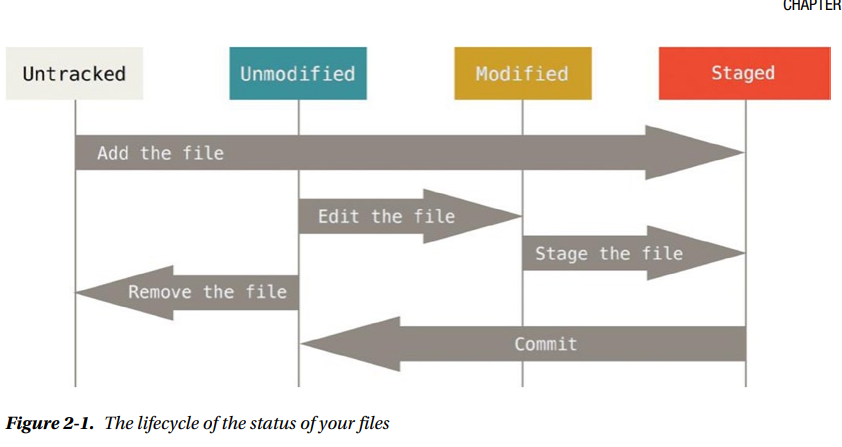 CHAPTER
Untracked
Unmodified
Modified
Staged
Add the file
Edit the file
Stage the file
Remove the file
Commit
Figure 2-1. The lifecycle of the status of your files